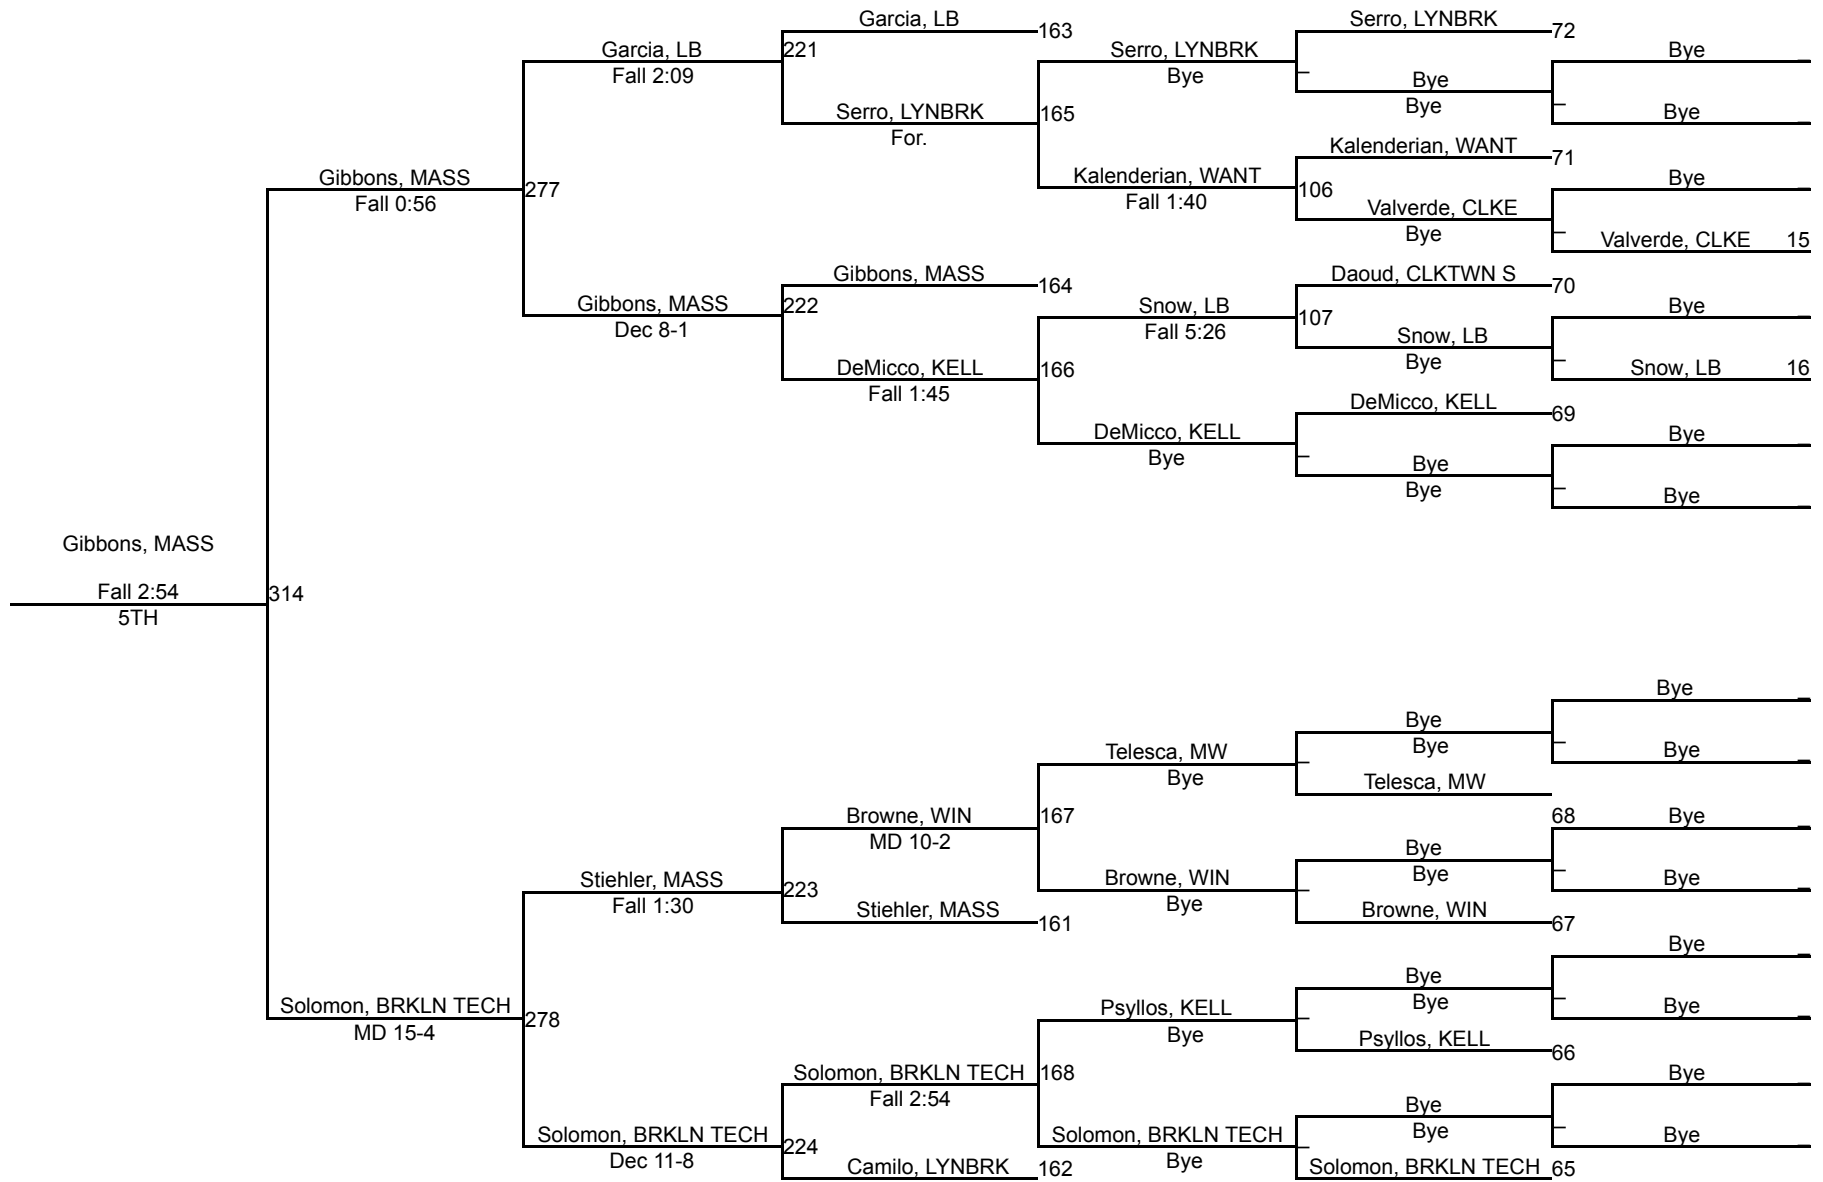 Garcia, LB
163
Serro, LYNBRK
72
Garcia, LB
221
Serro, LYNBRK
Bye
Fall 2:09
Bye
Bye
_
_
Bye
Serro, LYNBRK
165
_
Bye
_
For.
Kalenderian, WANT
71
Gibbons, MASS
277
Kalenderian, WANT
106
Bye
_
Fall 0:56
Fall 1:40
Valverde, CLKE
Bye
_
Valverde, CLKE 15
Gibbons, MASS
164
Daoud, CLKTWN S
70
Gibbons, MASS
222
Snow, LB
107
Bye
_
Dec 8-1
Fall 5:26
Snow, LB
Bye
_
DeMicco, KELL
166
Snow, LB 16
Fall 1:45
DeMicco, KELL
69
DeMicco, KELL
Bye
_
Bye
_
Bye
Bye
_
Bye
_
Gibbons, MASS
Fall 2:54
314
5TH
Bye
_
Bye
Telesca, MW
Bye
_
Bye
_
Bye
_
Telesca, MW
Browne, WIN
167
68
Bye
_
MD 10-2
Bye
Stiehler, MASS
223
Browne, WIN
Bye
_
Bye
_
Fall 1:30
Bye
_
Stiehler, MASS
161
Browne, WIN
67
Bye
_
Bye
Solomon, BRKLN TECH
278
Psyllos, KELL
Bye
_
Bye
_
MD 15-4
Bye
_
Psyllos, KELL
66
Solomon, BRKLN TECH
168
Bye
_
Fall 2:54
Bye
Solomon, BRKLN TECH
224
Solomon, BRKLN TECH
Bye
_
Bye
_
Dec 11-8
Bye
_
Camilo, LYNBRK
162
Solomon, BRKLN TECH
65